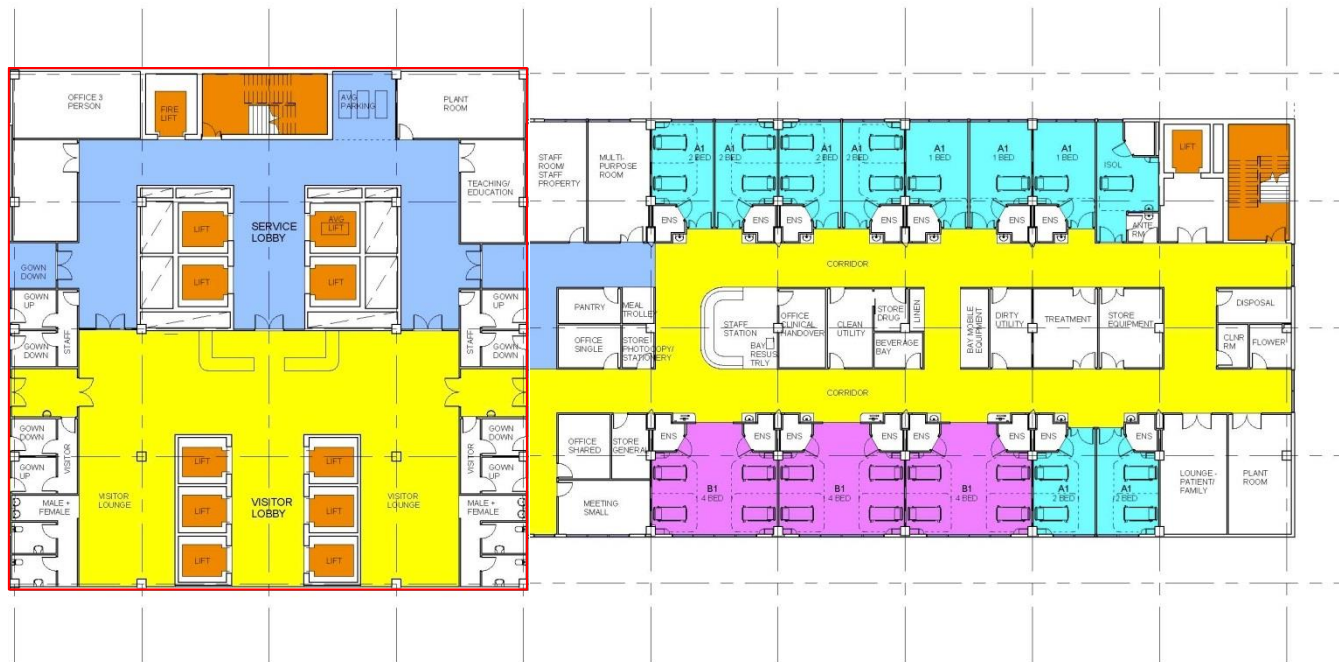 OFFICE 3
PERSON
FIRE
LIFT
AVG
PARKING
PLANT
ROOM
TEACHING/
EDUCATION
LIFT
SERVICE
LOBBY
AVG
LIFT
LIFT
LIFT
GOWN
DOWN
GOWN
UP
GOWN
DOWN
STAFF
STAFF
GOWN
UP
GOWN
DOWN
GOWN
DOWN
GOWN
UP
VISITOR
VISITOR
GOWN
DOWN
GOWN
UP
MALE +
FEMALE
VISITOR
LOUNGE
LIFT
LIFT
LIFT
VISITOR
LOBBY
LIFT
LIFT
LIFT
VISITOR
LOUNGE
MALE +
FEMALE
STAFF
ROOM/
STAFF
PROPERTY
MULTI-
PURPOSE
ROOM
A1
2 BED
A1
2 BED
A1
2 BED
A1
2 BED
A1
1 BED
A1
1 BED
A1
1 BED
ISOL
LIFT
ENS
ENS
ENS
ENS
ENS
ENS
ENS
ANTE
RM
CORRIDOR
PANTRY
MEAL
TROLLEY
OFFICE
SINGLE
STORE
PHOTOCOPY/
STATIONERY
STAFF
STATION
BAY
RESUS
TRLY
OFFICE
CLINICAL
HANDOVER
CLEAN
UTILITY
STORE
DRUG
LINEN
BEVERAGE
BAY
BAY MOBILE
EQUIPMENT
DIRTY
UTILITY
TREATMENT
STORE
EQUIPMENT
DISPOSAL
CLNR
RM
FLOWER
CORRIDOR
OFFICE
SHARED
STORE
GENERAL
MEETING
SMALL
ENS
ENS
ENS
ENS
ENS
ENS
ENS
ENS
B1
4 BED
B1
4 BED
B1
4 BED
A1
2 BED
A1
2 BED
LOUNGE -
PATIENT/
FAMILY
PLANT
ROOM